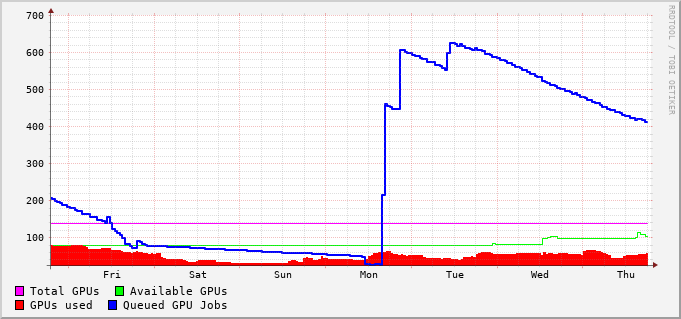 700
600
500
400
300
200
100
Fri Sat Sun Mon Tue Wed Thu
Total GPUs Available GPUs
GPUs used Queued GPU Jobs
RRDTOOL / TOBI OETIKER